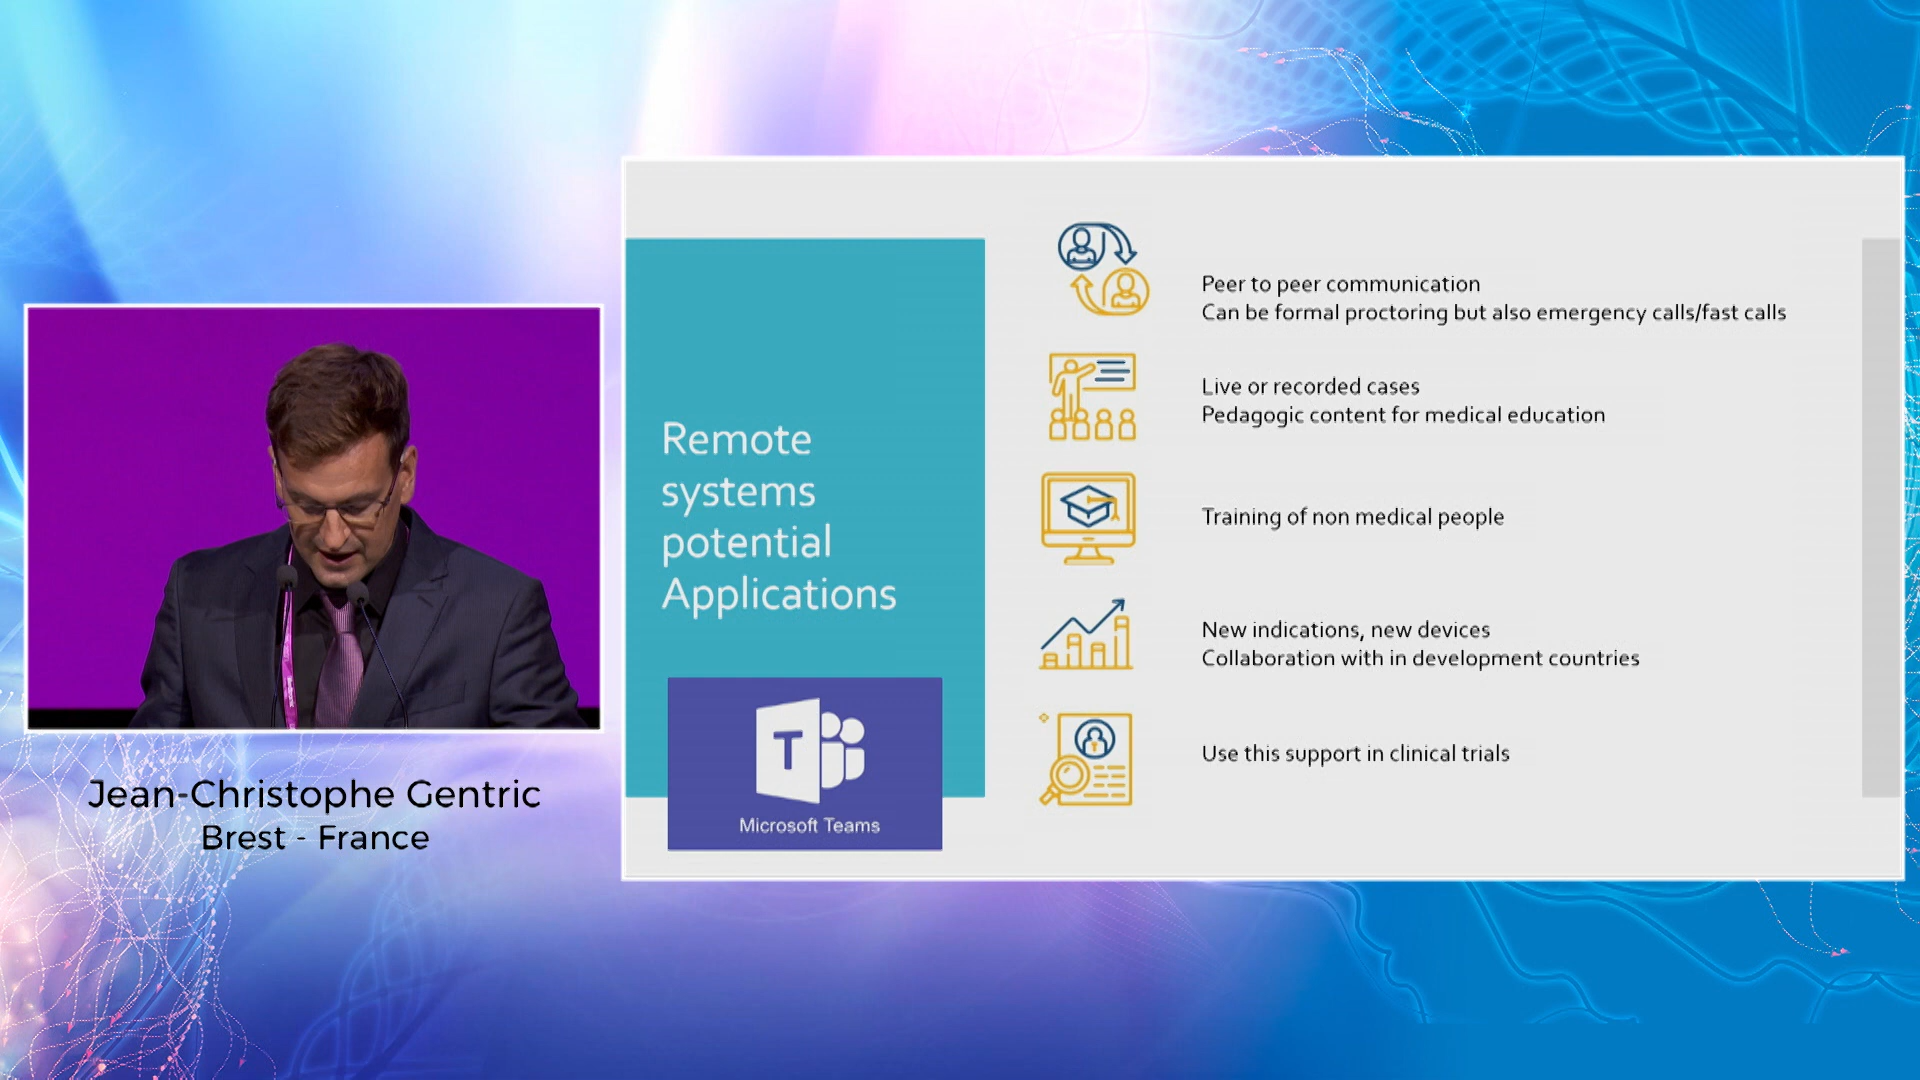 Jean-Christophe Gentric
Brest - France
Remote
systems
potential
Applications
T
Microsoft Teams
Peer to peer communication
Can be formal proctoring but also emergency calls/fast calls
Live or recorded cases
Pedagogic content for medical education
Training of non medical people
New indications, new devices
Collaboration with in development countries
Use this support in clinical trials